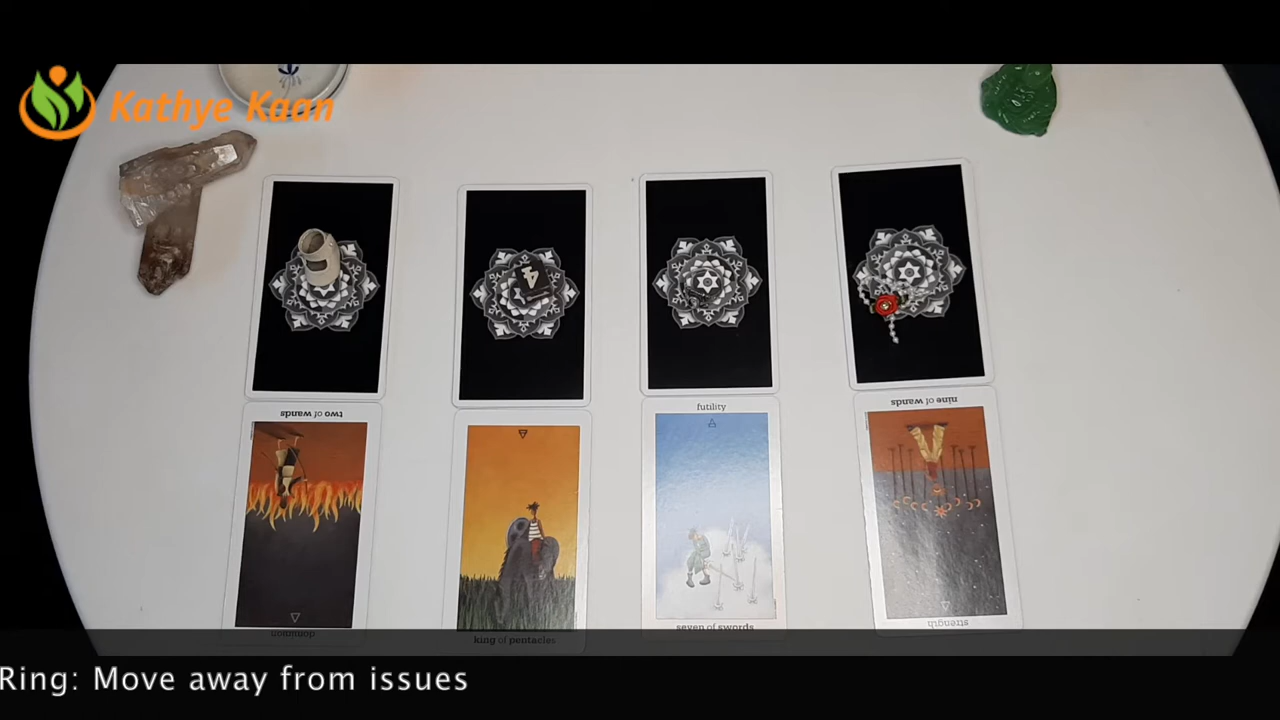 Kathye Kaan
4
two of wands
futility
nine of wands
dominion
king of pentacles
seven of swords
strength
Ring: Move away from issues